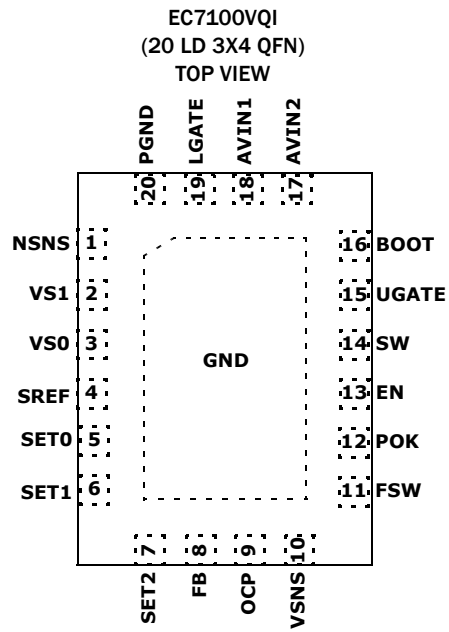 EC7100VQI
(20 LD 3X4 QFN)
TOP VIEW
PGND
LGATE
AVIN1
AVIN2
20
19
18
17
NSNS 1
16 BOOT
VS1 2
15 UGATE
VS0 3
14 SW
GND
SREF 4
13 EN
SET0 5
12 POK
SET1 6
11 FSW
7
8
9
10
SET2
FB
OCP
VSNS